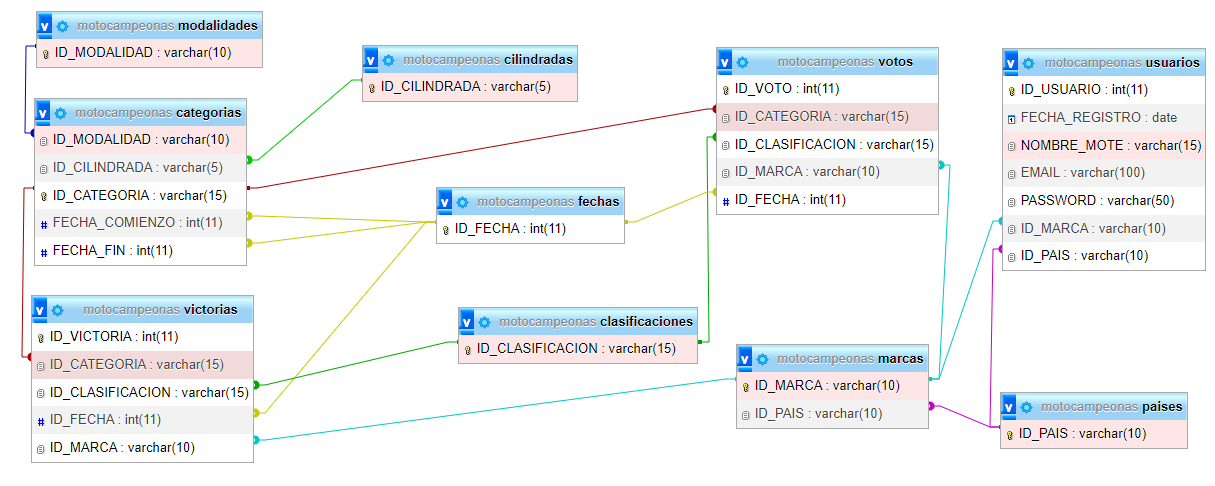 motocampeonas modalidades
ID_MODALIDAD : varchar(10)
motocampeonas categorias
ID_MODALIDAD : varchar(10)
ID_CILINDRADA : varchar(5)
ID_CATEGORIA : varchar(15)
FECHA_COMIENZO : int(11)
FECHA_FIN : int(11)
motocampeonas victorias
ID_VICTORIA : int(11)
ID_CATEGORIA : varchar(15)
ID_CLASIFICACION : varchar(15)
ID_FECHA : int(11)
ID_MARCA : varchar(10)
motocampeonas cilindradas
ID_CILINDRADA : varchar(5)
motocampeonas fechas
ID_FECHA : int(11)
motocampeonas clasificaciones
ID_CLASIFICACION : varchar(15)
motocampeonas votos
ID_VOTO : int(11)
ID_CATEGORIA : varchar(15)
ID_CLASIFICACION : varchar(15)
ID_MARCA : varchar(10)
ID_FECHA : int(11)
motocampeonas marcas
ID_MARCA : varchar(10)
ID_PAIS : varchar(10)
motocampeonas usuarios
ID_USUARIO : int(11)
FECHA_REGISTRO : date
NOMBRE_MOTE : varchar(15)
EMAIL : varchar(100)
PASSWORD : varchar(50)
ID_MARCA : varchar(10)
ID_PAIS : varchar(10)
motocampeonas paises
ID_PAIS : varchar(10)